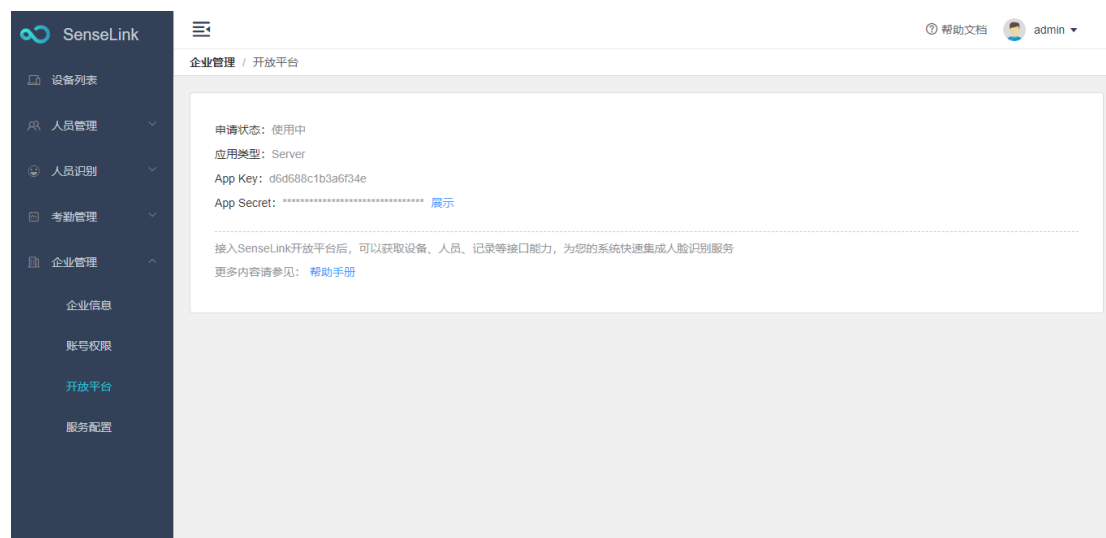 SenseLink
帮助文档
admin
企业管理 / 开放平台
设备列表
人员管理
人员识别
考勤管理
企业管理
企业信息
账号权限
开放平台
服务配置
申请状态：使用中
应用类型：Server
App Key：d6d688c1b3a6f34e
App Secret：******************************** 展示
接入SenseLink开放平台后，可以获取设备、人员、记录等接口能力，为您的系统快速集成人脸识别服务
更多内容请参见： 帮助手册